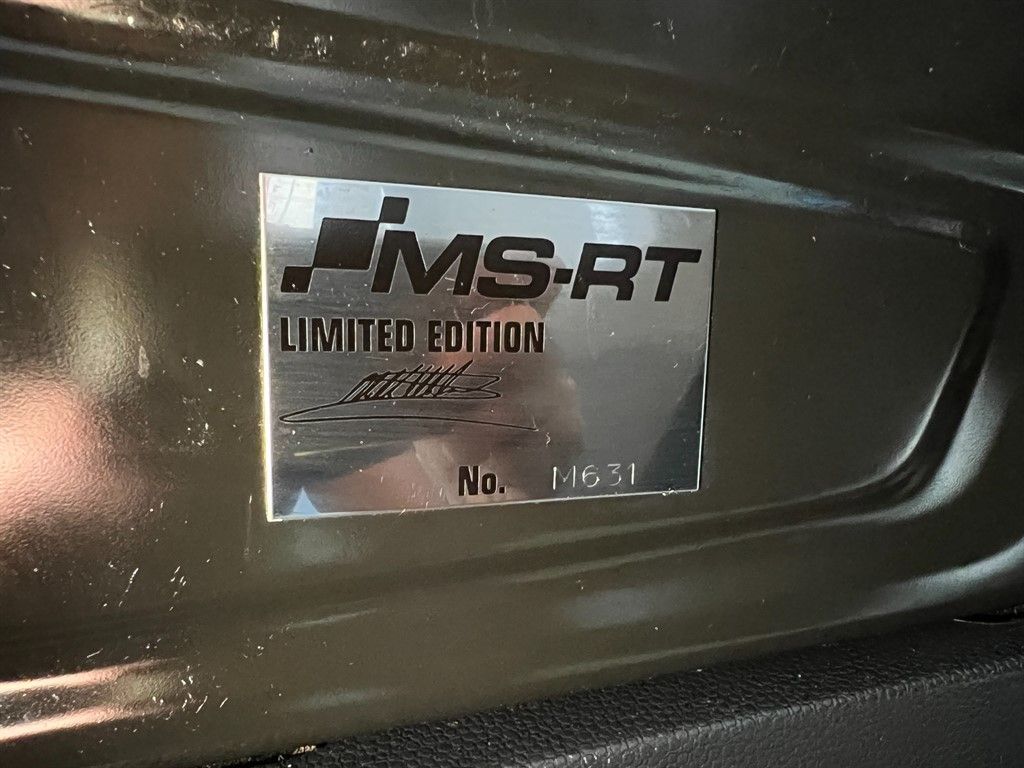 MS-RT
LIMITED EDITION
No. M631